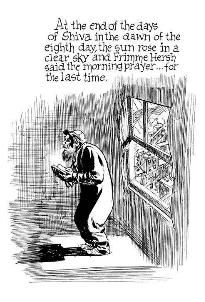 At the end of the days
of Shiva in the dawn of the
eighth day, the sun rose in a
clear sky and Frimme Hersh
said the morning prayer...for
the last time.